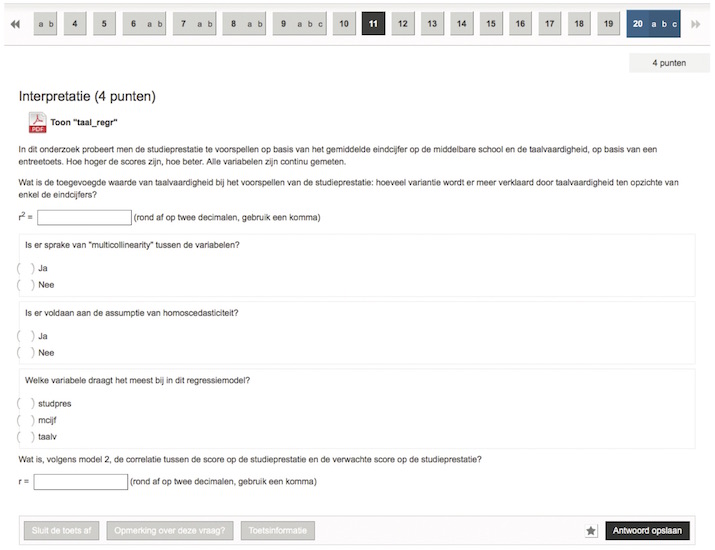 a b 4 5 6 a b 7 a b 8 a b 9 a b c 10 11 12 13 14 15 16 17 18 19 20 a b c
4 punten
Interpretatie (4 punten)
PDF Toon "taal_regr"
In dit onderzoek probeert men de studieprestatie te voorspellen op basis van het gemiddelde eindcijfer op de middelbare school en de taalvaardigheid, op basis van een
entreetoets. Hoe hoger de scores zijn, hoe beter. Alle variabelen zijn continu gemeten.
Wat is de toegevoegde waarde van taalvaardigheid bij het voorspellen van de studieprestatie: hoeveel variantie wordt er meer verklaard door taalvaardigheid ten opzichte van
enkel de eindcijfers?
r² = (rond af op twee decimalen, gebruik een komma)
Is er sprake van "multicollinearity" tussen de variabelen?
Ja
Nee
Is er voldaan aan de assumptie van homoscedasticiteit?
Ja
Nee
Welke variabele draagt het meest bij in dit regressiemodel?
studpres
mcijf
taalv
Wat is, volgens model 2, de correlatie tussen de score op de studieprestatie en de verwachte score op de studieprestatie?
r = (rond af op twee decimalen, gebruik een komma)
Sluit de toets af Opmerking over deze vraag? Toetsinformatie Antwoord opslaan